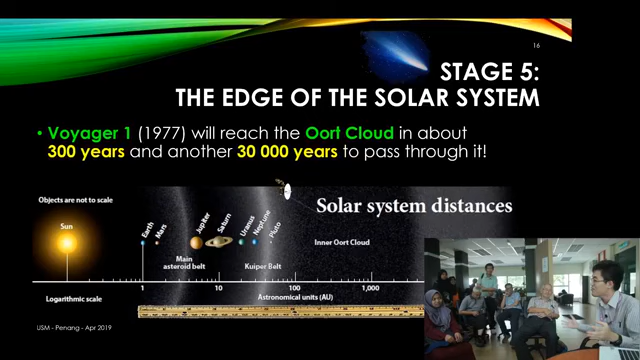 16
STAGE 5:
THE EDGE OF THE SOLAR SYSTEM
• Voyager 1 (1977) will reach the Oort Cloud in about
300 years and another 30 000 years to pass through it!
Objects are not to scale
Solar system distances
Sun
Earth
Mars
Jupiter
Saturn
Uranus
Neptune
Pluto
Inner Oort Cloud
Main
asteroid belt
Kuiper Belt
1 10 100 1,000
Logarithmic scale
Astronomical units (AU)
USM - Penang - Apr 2019